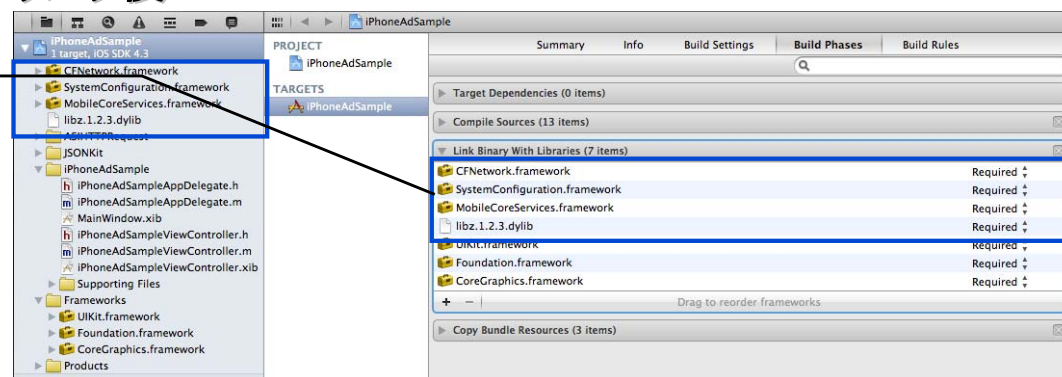 iPhoneAdSample
iPhoneAdSample
1 target, iOS SDK 4.3
CFNetwork.framework
SystemConfiguration.framework
MobileCoreServices.framework
libz.1.2.3.dylib
ASIHTTPRequest
JSONKit
iPhoneAdSample
h iPhoneAdSampleAppDelegate.h
m iPhoneAdSampleAppDelegate.m
MainWindow.xib
h iPhoneAdSampleViewController.h
m iPhoneAdSampleViewController.m
iPhoneAdSampleViewController.xib
Supporting Files
Frameworks
UIKit.framework
Foundation.framework
CoreGraphics.framework
Products
PROJECT
iPhoneAdSample
TARGETS
iPhoneAdSample
Summary Info Build Settings Build Phases Build Rules
Target Dependencies (0 items)
Compile Sources (13 items)
Link Binary With Libraries (7 items)
CFNetwork.framework Required
SystemConfiguration.framework Required
MobileCoreServices.framework Required
libz.1.2.3.dylib Required
UIKit.framework Required
Foundation.framework Required
CoreGraphics.framework Required
+ − Drag to reorder frameworks
Copy Bundle Resources (3 items)